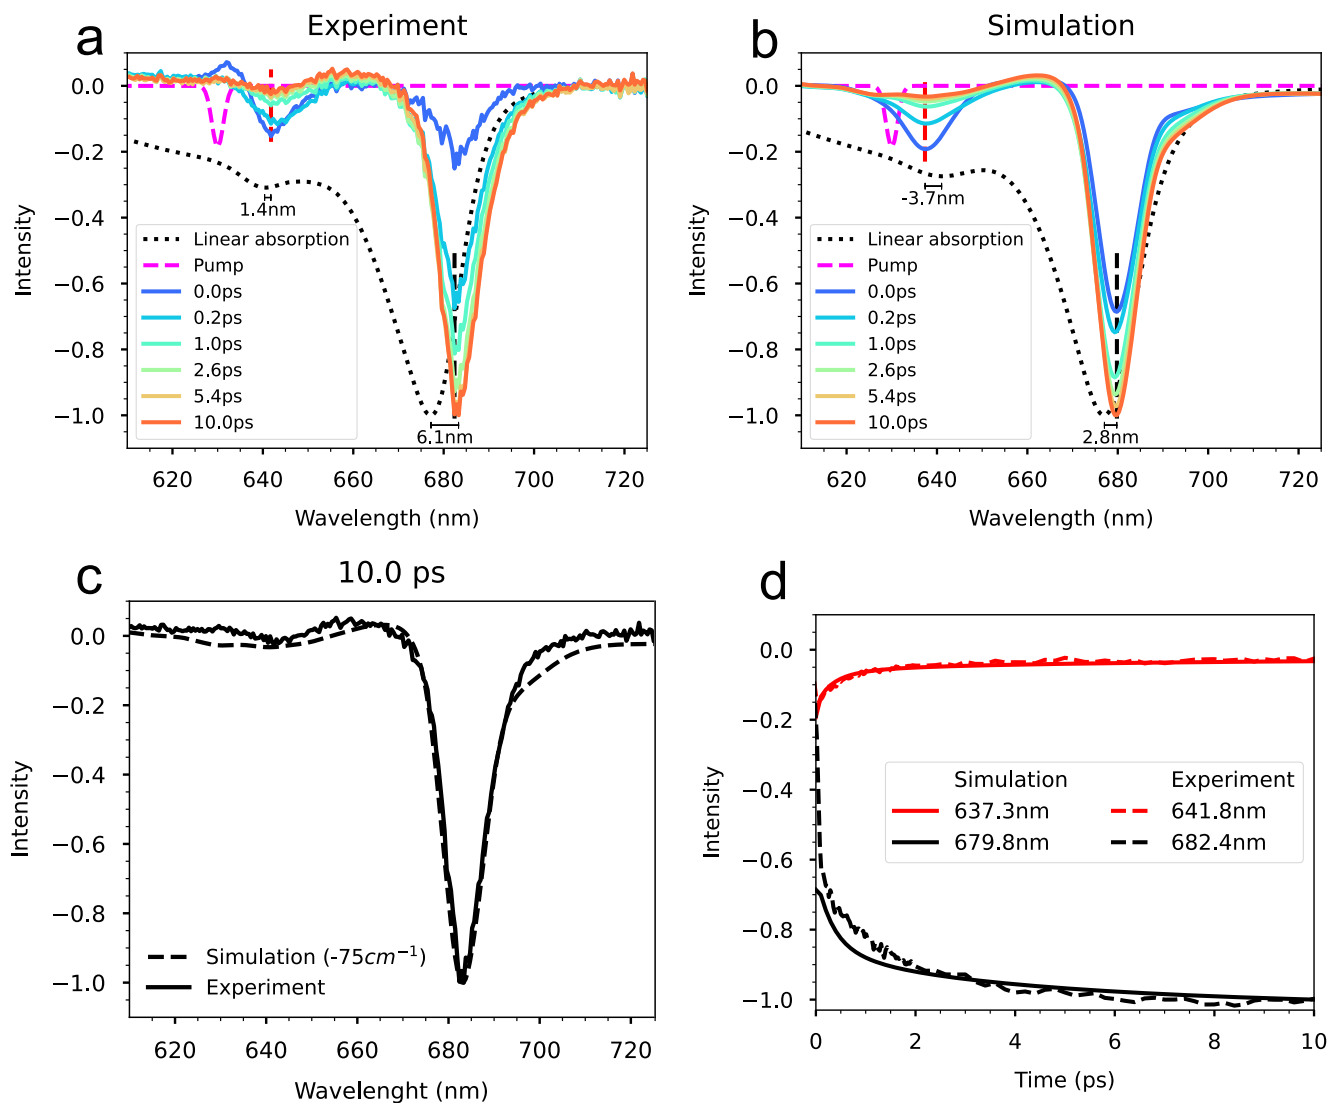 a
Experiment
0.0
−0.2
−0.4
−0.6
−0.8
−1.0
Intensity
1.4nm
Linear absorption
Pump
0.0ps
0.2ps
1.0ps
2.6ps
5.4ps
10.0ps
6.1nm
620 640 660 680 700 720
Wavelength (nm)
b
Simulation
0.0
−0.2
−0.4
−0.6
−0.8
−1.0
Intensity
-3.7nm
Linear absorption
Pump
0.0ps
0.2ps
1.0ps
2.6ps
5.4ps
10.0ps
2.8nm
620 640 660 680 700 720
Wavelength (nm)
c
10.0 ps
0.0
−0.2
−0.4
−0.6
−0.8
−1.0
Intensity
Simulation (-75cm⁻¹)
Experiment
620 640 660 680 700 720
Wavelenght (nm)
d
0.0
−0.2
−0.4
−0.6
−0.8
−1.0
Intensity
Simulation Experiment
637.3nm 641.8nm
679.8nm 682.4nm
0 2 4 6 8 10
Time (ps)